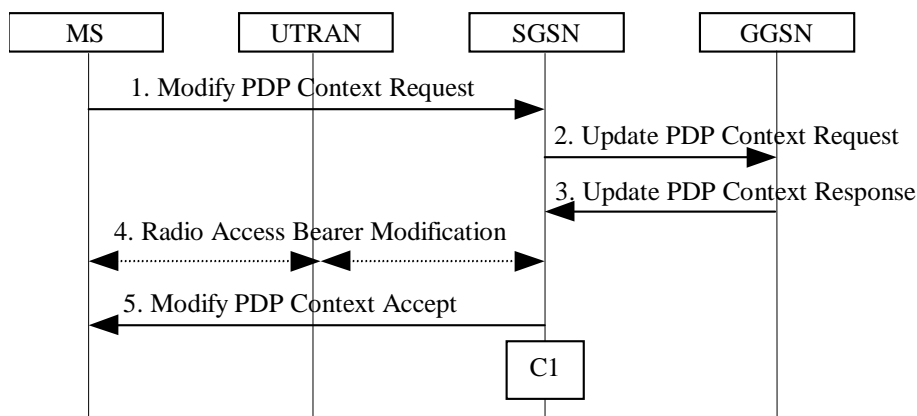 MS UTRAN SGSN GGSN
1. Modify PDP Context Request
2. Update PDP Context Request
3. Update PDP Context Response
4. Radio Access Bearer Modification
5. Modify PDP Context Accept
C1